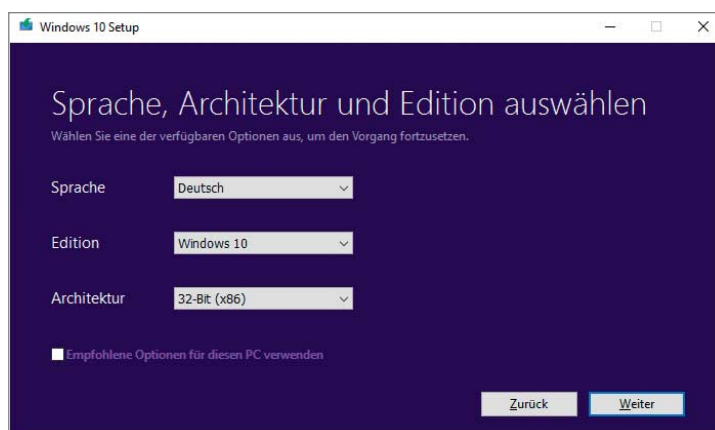 Windows 10 Setup
Sprache, Architektur und Edition auswählen
Wählen Sie eine der verfügbaren Optionen aus, um den Vorgang fortzusetzen.
Sprache Deutsch
Edition Windows 10
Architektur 32-Bit (x86)
Empfohlene Optionen für diesen PC verwenden
Zurück Weiter